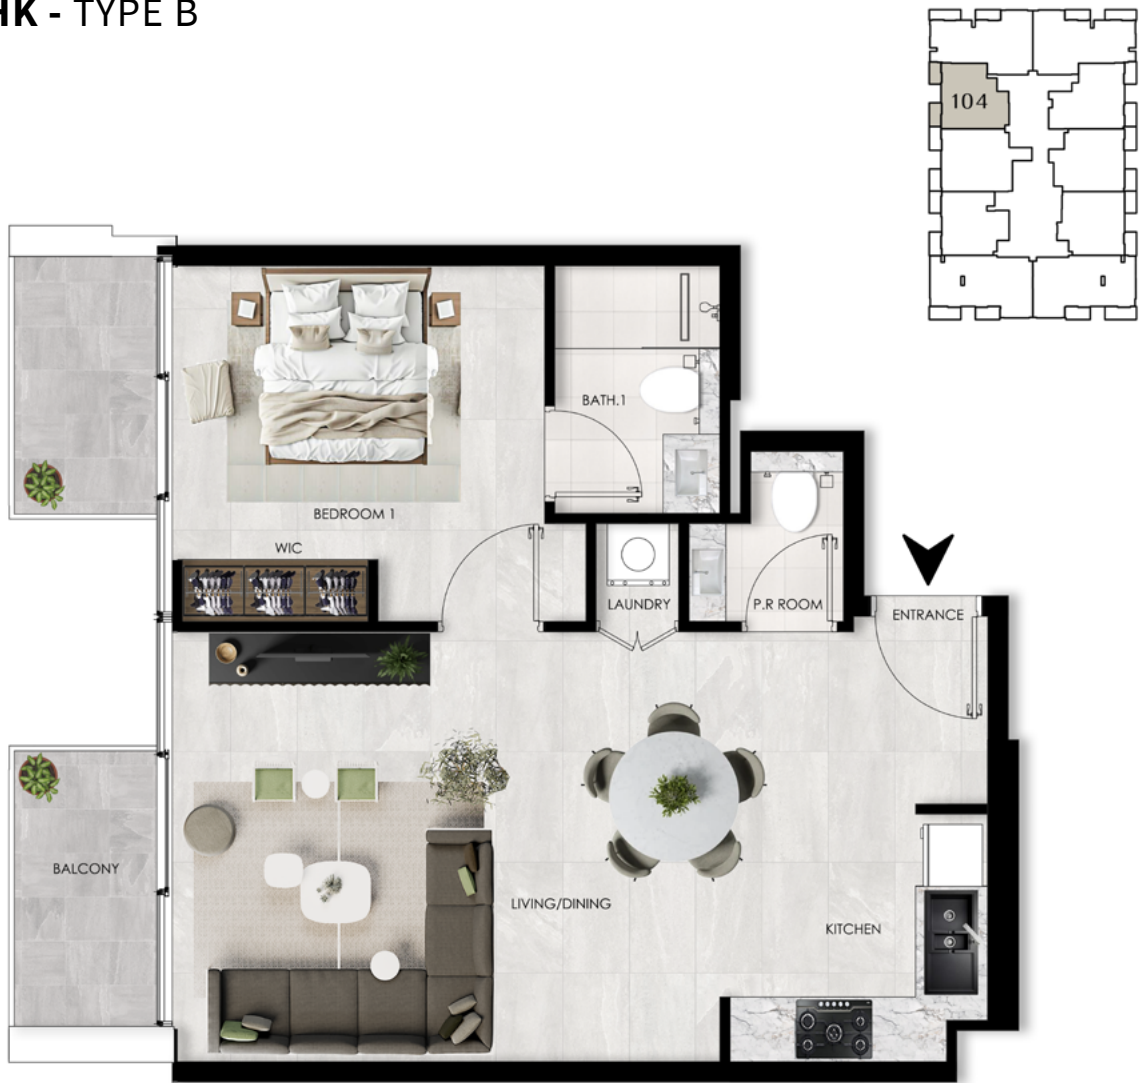 HK - TYPE B
104
BATH.1
BEDROOM 1
WIC
LAUNDRY
P.R ROOM
ENTRANCE
BALCONY
LIVING/DINING
KITCHEN